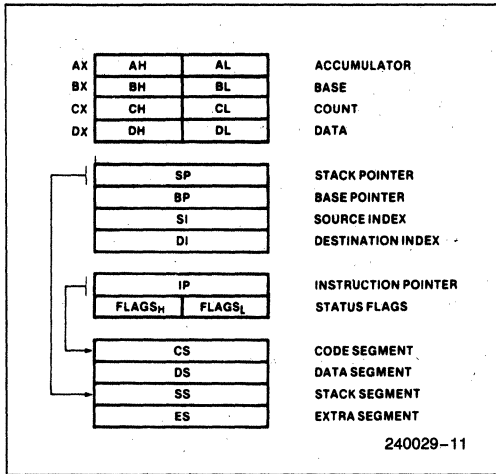 AX AH AL ACCUMULATOR
BX BH BL BASE
CX CH CL COUNT
DX DH DL DATA
SP STACK POINTER
BP BASE POINTER
SI SOURCE INDEX
DI DESTINATION INDEX
IP INSTRUCTION POINTER
FLAGSH FLAGSL STATUS FLAGS
CS CODE SEGMENT
DS DATA SEGMENT
SS STACK SEGMENT
ES EXTRA SEGMENT
240029-11